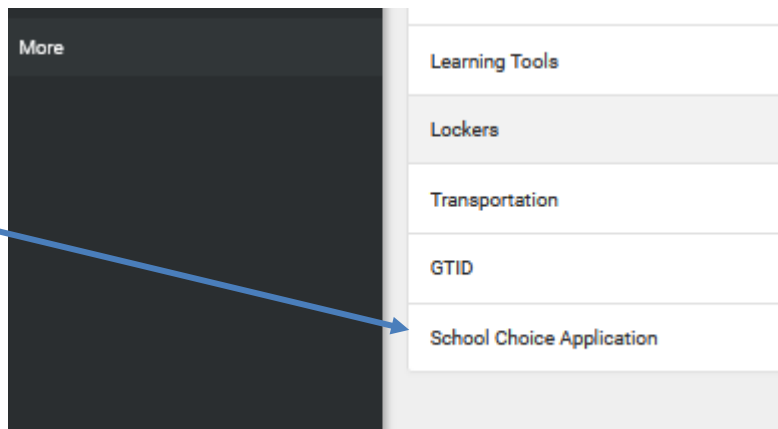 More
Learning Tools
Lockers
Transportation
GTID
School Choice Application